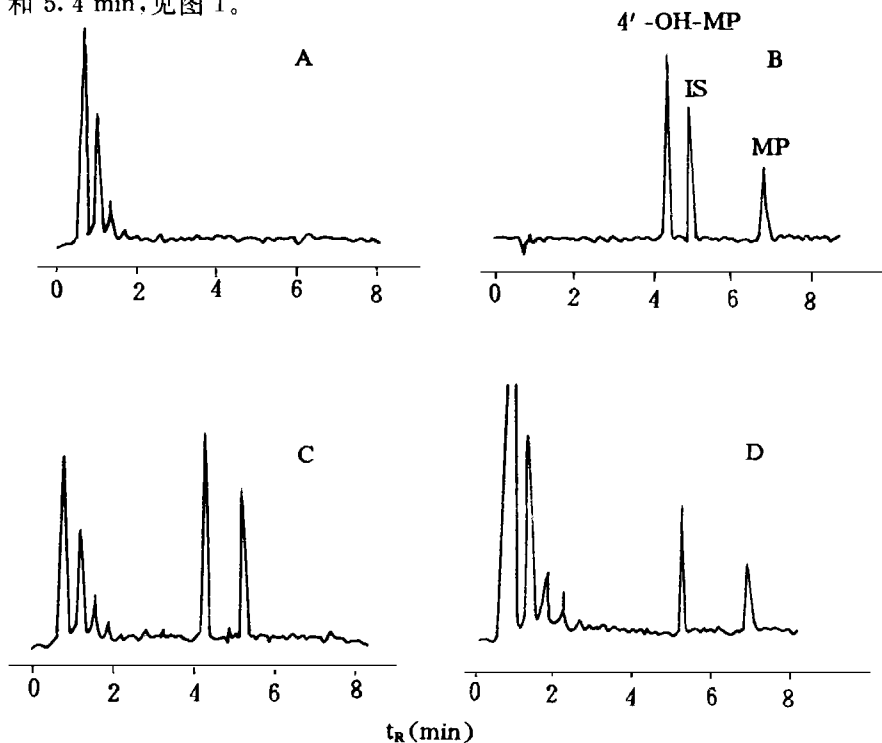 和 5.4 min,见图 1。
A
4′-OH-MP
IS
MP
B
0 2 4 6 8
0 2 4 6 8
C
D
0 2 4 6 8
0 2 4 6 8
tR(min)